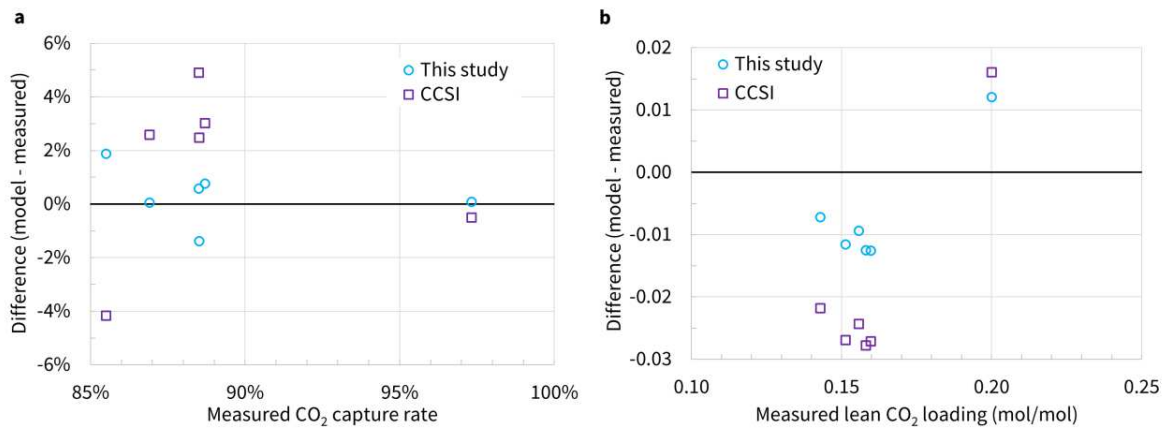 a
6%
4%
2%
0%
-2%
-4%
-6%
Difference (model - measured)
This study
CCSI
85%
90%
95%
100%
Measured CO₂ capture rate
b
0.02
0.01
0.00
-0.01
-0.02
-0.03
Difference (model - measured)
This study
CCSI
0.10
0.15
0.20
0.25
Measured lean CO₂ loading (mol/mol)